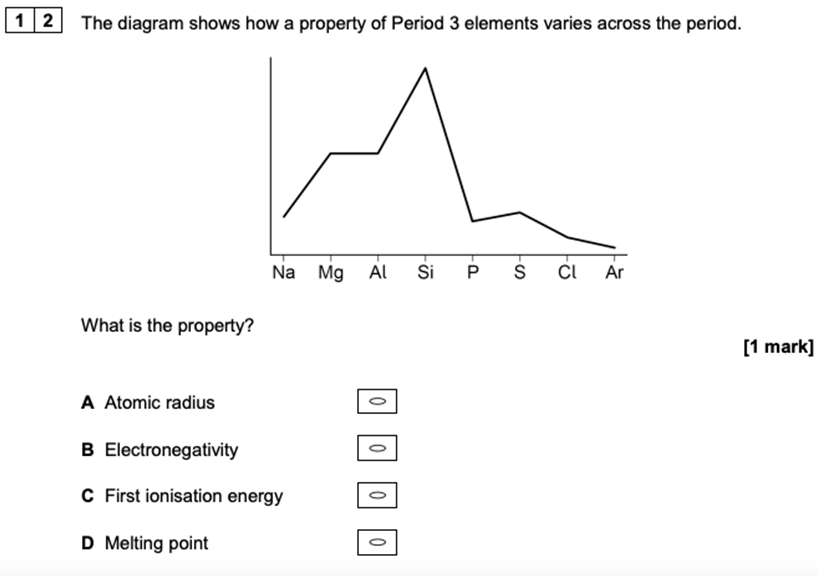 1 2 The diagram shows how a property of Period 3 elements varies across the period.
Na Mg Al Si P S Cl Ar
What is the property?
[1 mark]
A Atomic radius
B Electronegativity
C First ionisation energy
D Melting point